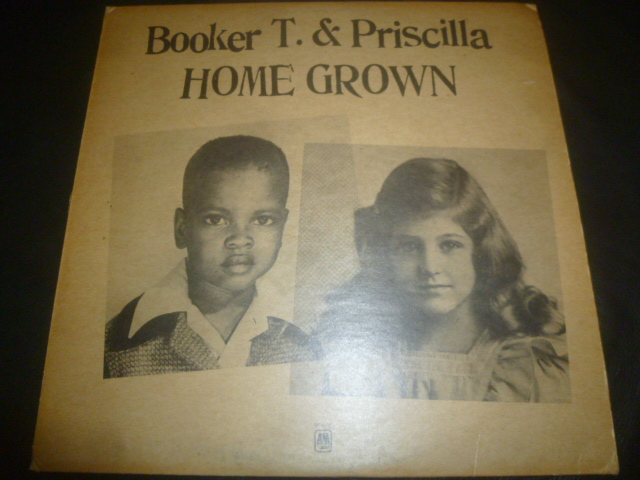 Booker T. & Priscilla
HOME GROWN